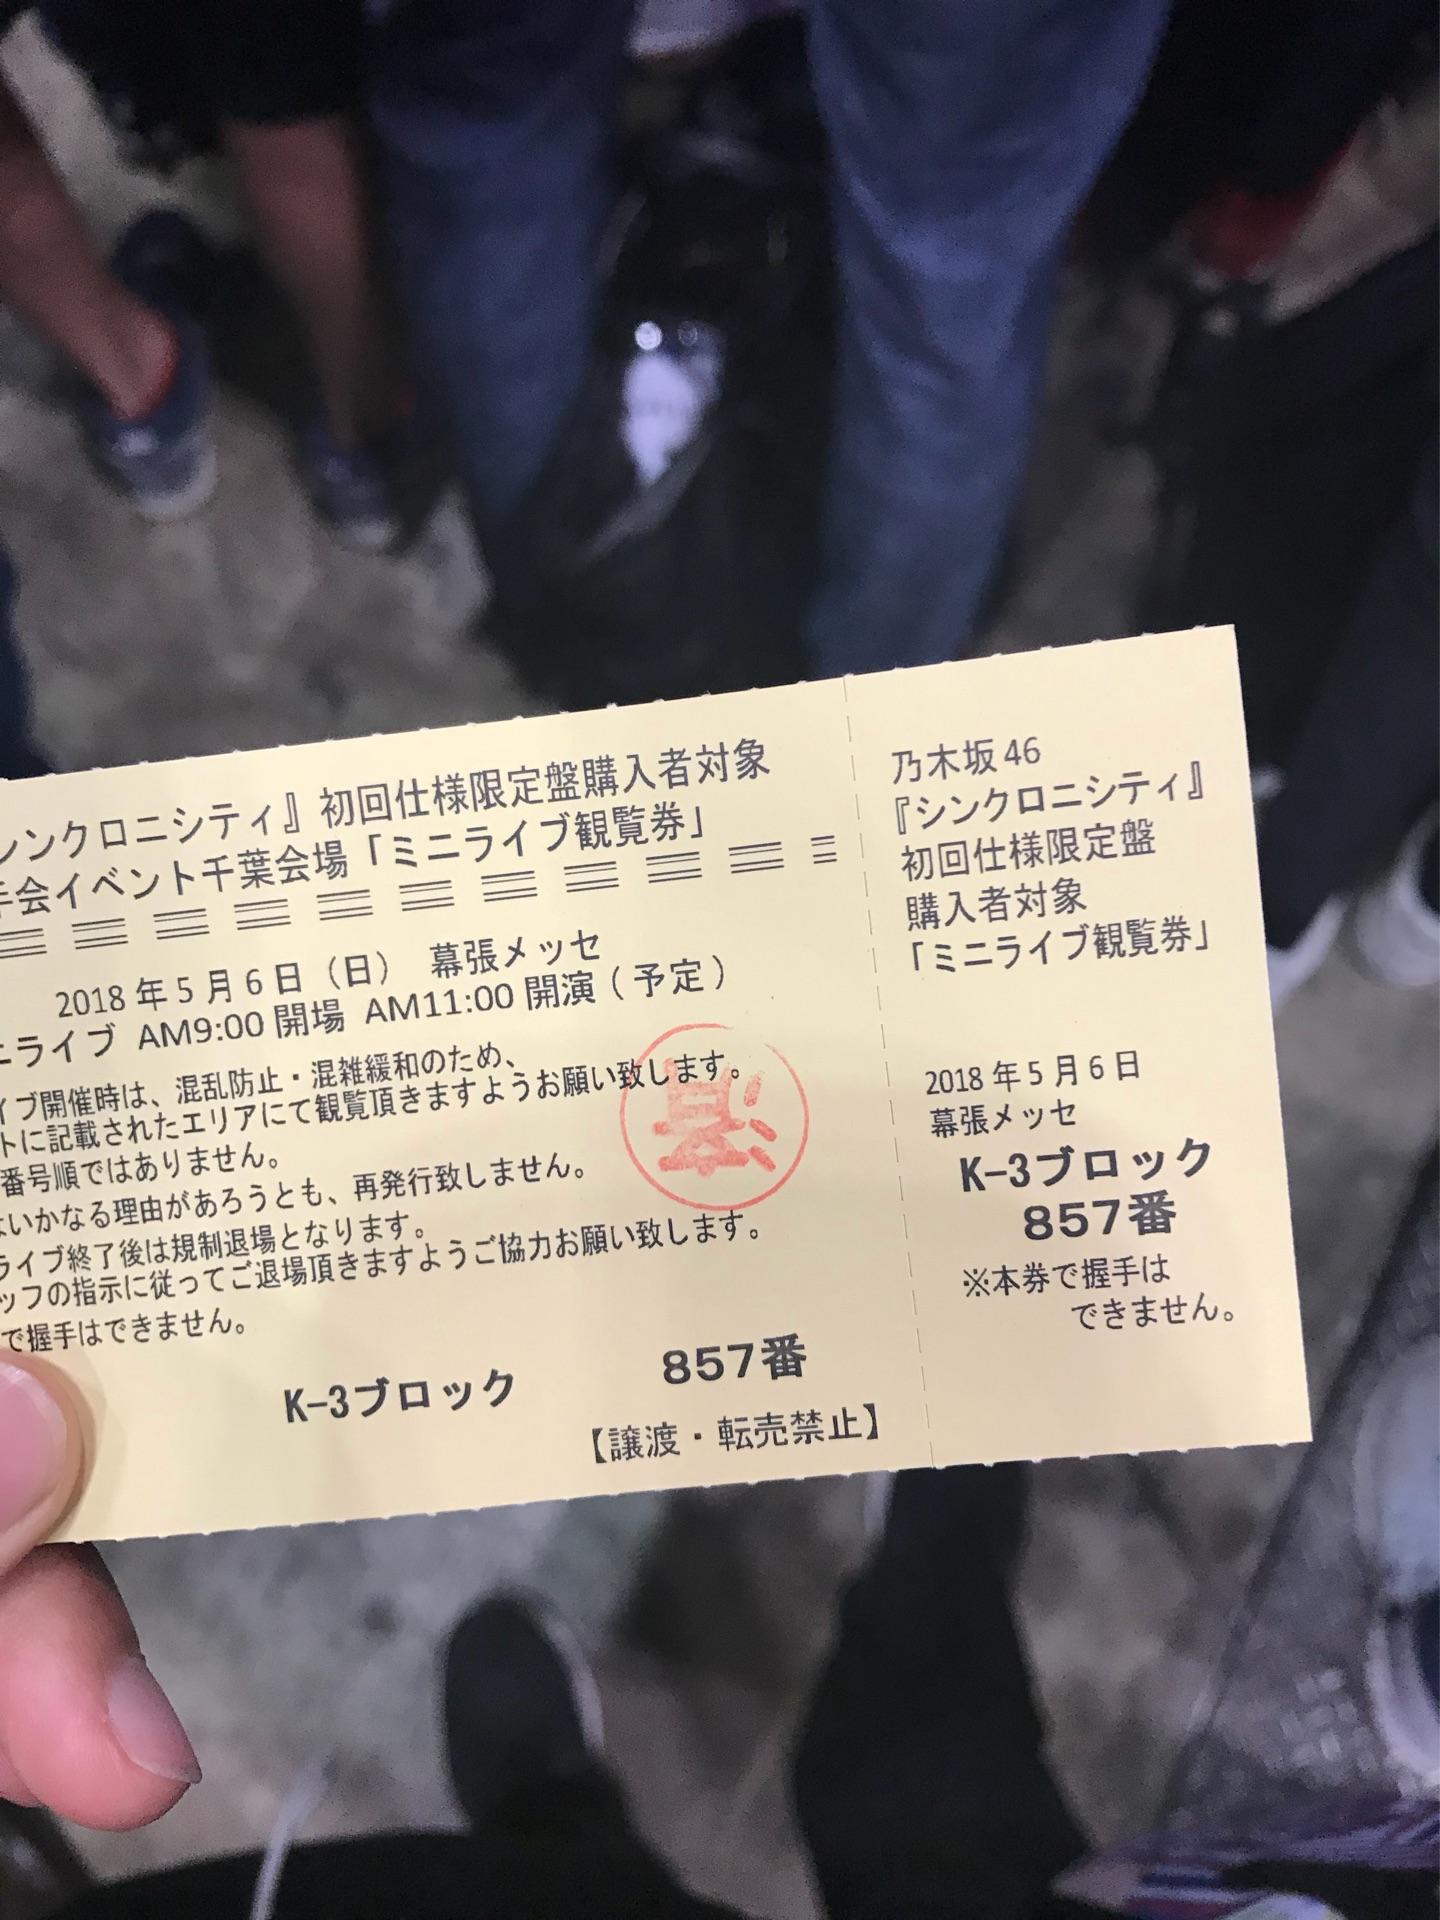 シンクロニシティ』初回仕様限定盤購入者対象
手会イベント千葉会場「ミニライブ観覧券」
2018年5月6日（日） 幕張メッセ
ニライブ AM9:00開場 AM11:00開演（予定）
イブ開催時は、混乱防止・混雑緩和のため、
トに記載されたエリアにて観覧頂きますようお願い致します。
番号順ではありません。
いかなる理由があろうとも、再発行致しません。
ライブ終了後は規制退場となります。
ッフの指示に従ってご退場頂きますようご協力お願い致します。
で握手はできません。
K-3ブロック 857番
【譲渡・転売禁止】
乃木坂46
『シンクロニシティ』
初回仕様限定盤
購入者対象
「ミニライブ観覧券」
2018年5月6日
幕張メッセ
K-3ブロック
857番
※本券で握手は
できません。